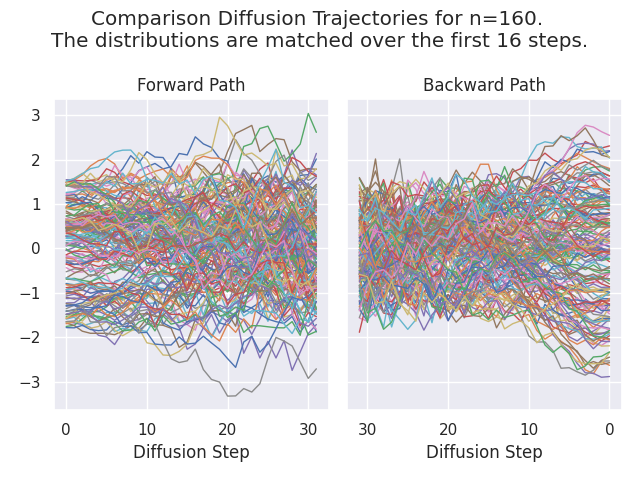 Comparison Diffusion Trajectories for n=160.
The distributions are matched over the first 16 steps.
Forward Path
Backward Path
3
2
1
0
−1
−2
−3
0 10 20 30
30 20 10 0
Diffusion Step
Diffusion Step